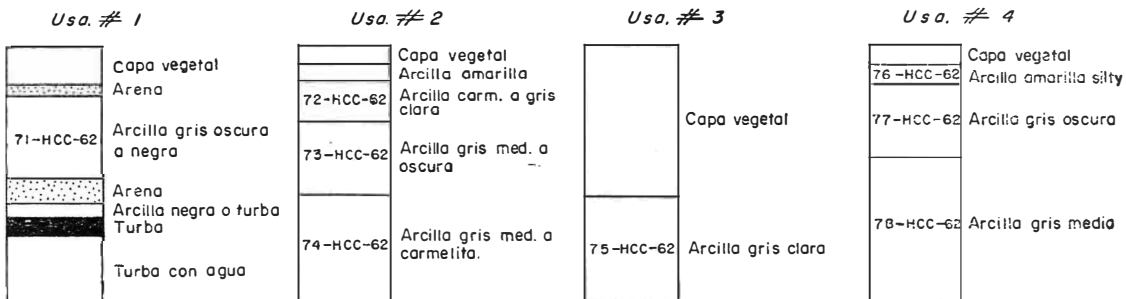 Usa. # 1
Capa vegetal
Arena
71-HCC-62
Arcilla gris oscura
a negra
Arena
Arcilla negra o turba
Turba
Turba con agua
Usa. # 2
Capa vegetal
Arcilla amarilla
72-HCC-62
Arcilla carm. a gris
clara
73-HCC-62
Arcilla gris med. a
oscura
74-HCC-62
Arcilla gris med. a
carmelita.
Usa. # 3
Capa vegetal
75-HCC-62
Arcilla gris clara
Usa. # 4
Capa vegetal
76-HCC-62
Arcilla amarilla silty
77-HCC-62
Arcilla gris oscura
78-HCC-62
Arcilla gris media